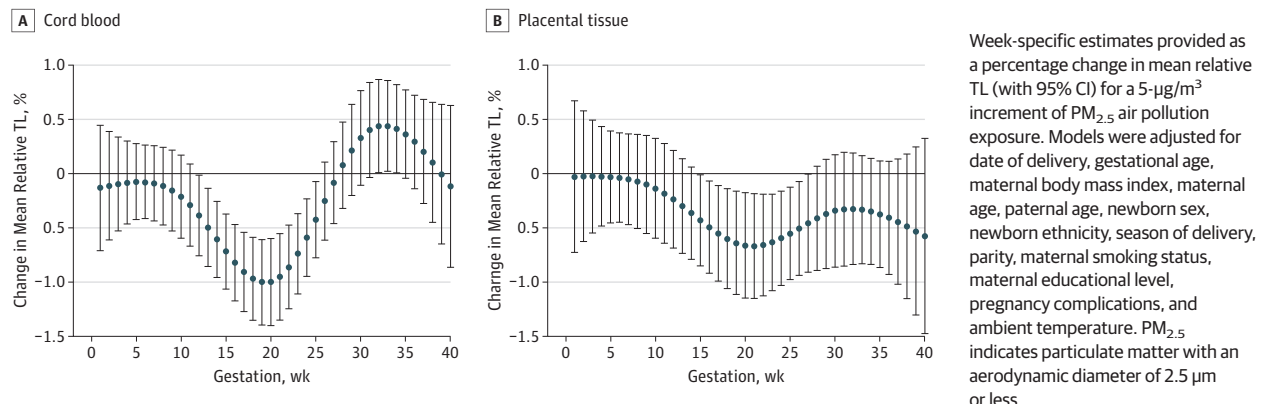 A Cord blood
1.0
0.5
0
0.5
−1.0
−1.5
Change in Mean Relative TL, %
0 5 10 15 20 25 30 35 40
Gestation, wk
B Placental tissue
1.0
0.5
0
0.5
−1.0
−1.5
Charnge in Mean Relative TL, %
0 5 10 15 20 25 30 35 40
Gestation, wk
Week-specific estimates provided as
a percentage change in mean relative
TL (with 95% CI) for a 5-μg/m³
increment of PM₂.₅ air pollution
exposure. Models were adjusted for
date of delivery, gestational age,
maternal body mass index, maternal
age, paternal age, newborn sex,
newborn ethnicity, season of delivery,
parity, maternal smoking status,
maternal educational level,
pregnancy complications, and
ambient temperature. PM₂.₅
indicates particulate matter with an
aerodynamic diameter of 2.5 μm
or less